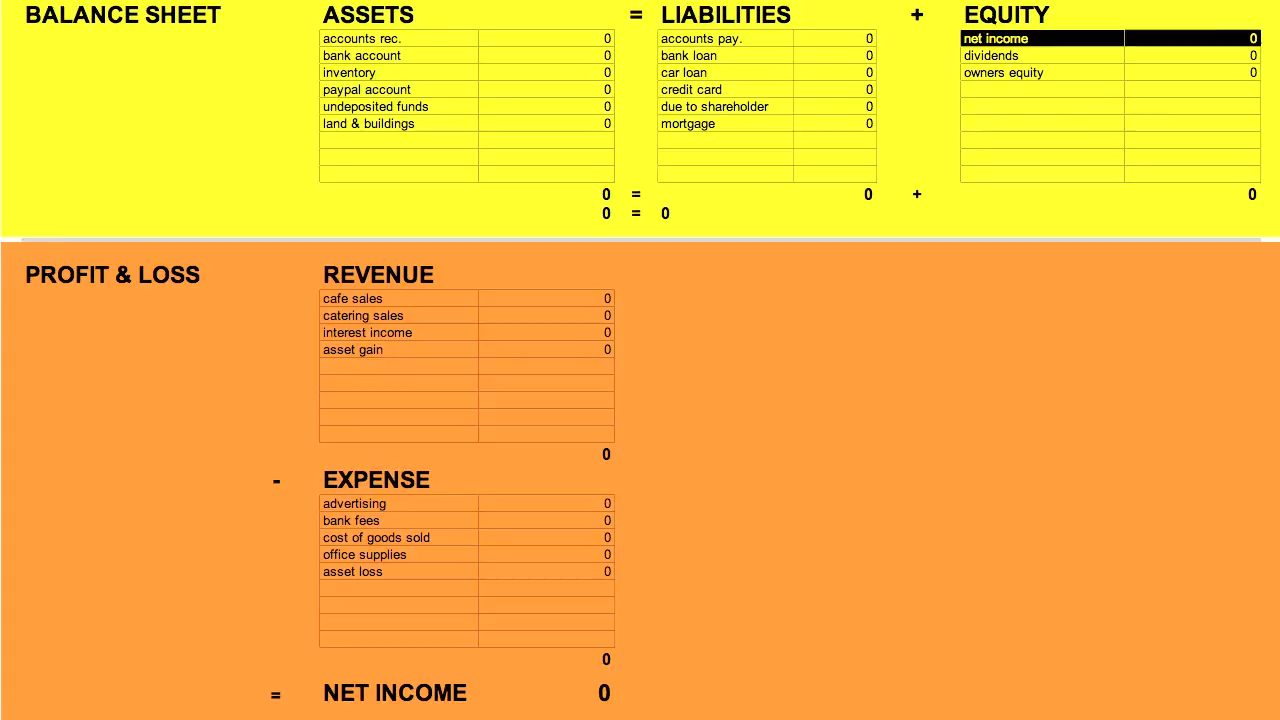 BALANCE SHEET ASSETS = LIABILITIES + EQUITY
accounts rec. 0 accounts pay. 0 net income 0
bank account 0 bank loan 0 dividends 0
inventory 0 car loan 0 owners equity 0
paypal account 0 credit card 0
undeposited funds 0 due to shareholder 0
land & buildings 0 mortgage 0
0 = 0 + 0
0 = 0
PROFIT & LOSS REVENUE
cafe sales 0
catering sales 0
interest income 0
asset gain 0
0
- EXPENSE
advertising 0
bank fees 0
cost of goods sold 0
office supplies 0
asset loss 0
0
= NET INCOME 0